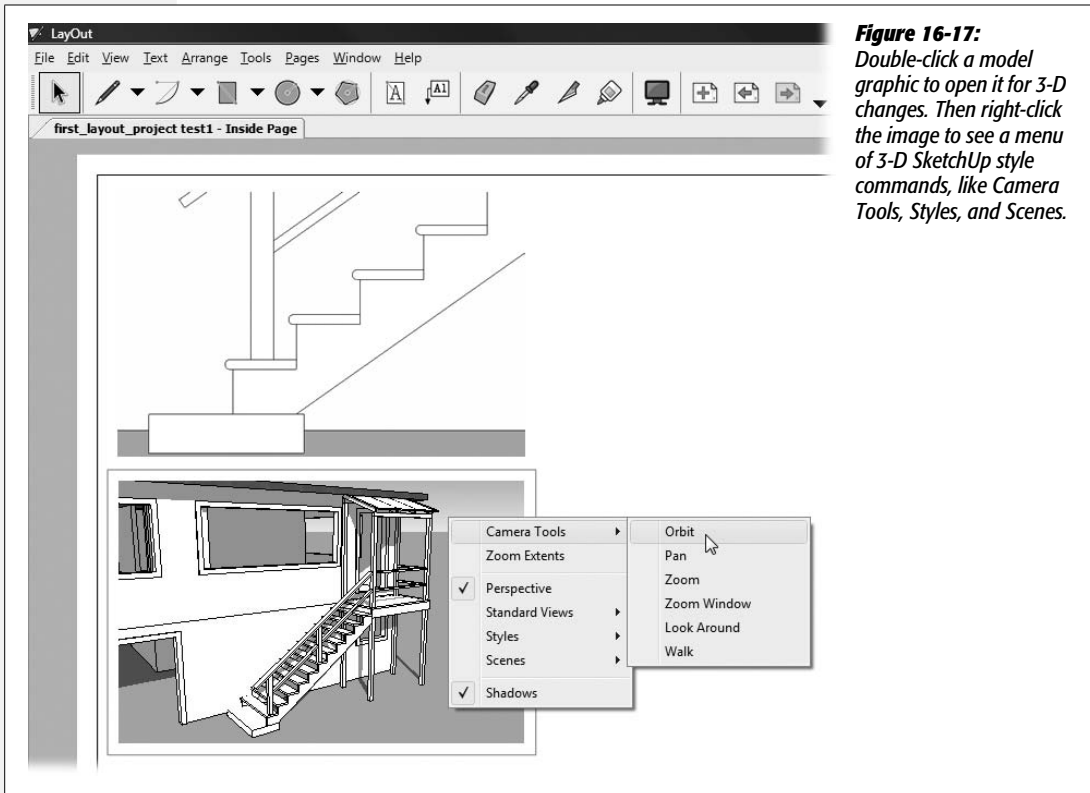 LayOut
File Edit View Text Arrange Tools Pages Window Help
A A1
first_layout_project test1 - Inside Page
Camera Tools
Zoom Extents
Perspective
Standard Views
Styles
Scenes
Shadows
Orbit
Pan
Zoom
Zoom Window
Look Around
Walk
Figure 16-17:
Double-click a model
graphic to open it for 3-D
changes. Then right-click
the image to see a menu
of 3-D SketchUp style
commands, like Camera
Tools, Styles, and Scenes.